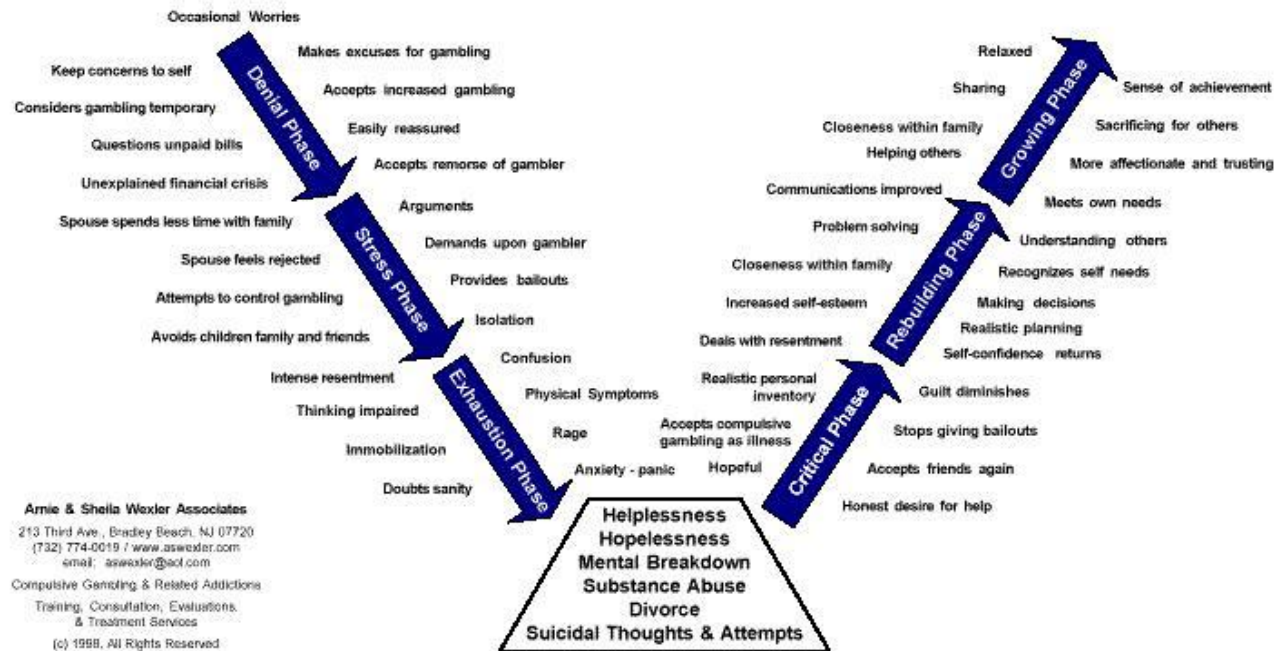 Occasional Worries
Makes excuses for gambling
Keep concerns to self
Accepts increased gambling
Considers gambling temporary
Denial Phase
Easily reassured
Questions unpaid bills
Accepts remorse of gambler
Unexplained financial crisis
Arguments
Spouse spends less time with family
Stress Phase
Demands upon gambler
Spouse feels rejected
Provides bailouts
Attempts to control gambling
Isolation
Avoids children family and friends
Confusion
Intense resentment
Exhaustion Phase
Physical Symptoms
Thinking impaired
Rage
Immobilization
Anxiety - panic
Doubts sanity
Helplessness
Hopelessness
Mental Breakdown
Substance Abuse
Divorce
Suicidal Thoughts & Attempts
Honest desire for help
Hopeful
Accepts friends again
Critical Phase
Accepts compulsive
gambling as illness
Stops giving bailouts
Realistic personal
inventory
Guilt diminishes
Deals with resentment
Self-confidence returns
Realistic planning
Increased self-esteem
Making decisions
Rebuilding Phase
Closeness within family
Recognizes self needs
Problem solving
Understanding others
Communications improved
Meets own needs
Helping others
More affectionate and trusting
Growing Phase
Closeness within family
Sacrificing for others
Sharing
Sense of achievement
Relaxed
Arnie & Sheila Wexler Associates
213 Third Ave., Bradley Beach, NJ 07720
(732) 774-0019 / www.aswexler.com
email: aswexler@aol.com
Compulsive Gambling & Related Addictions
Training, Consultation, Evaluations,
& Treatment Services
(c) 1998, All Rights Reserved